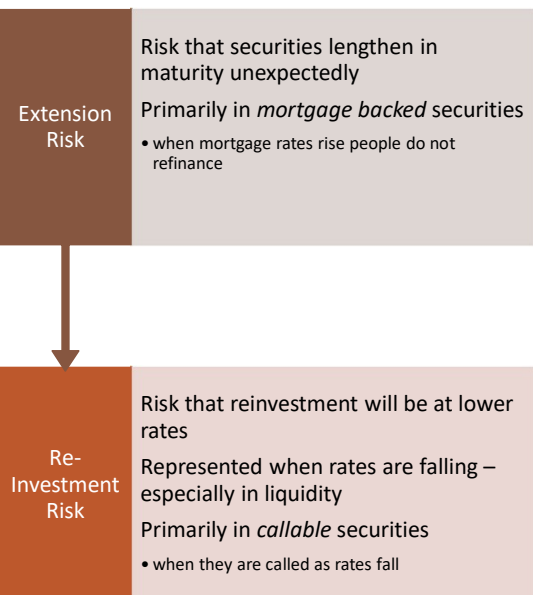 Extension
Risk
Risk that securities lengthen in
maturity unexpectedly
Primarily in mortgage backed securities
• when mortgage rates rise people do not
refinance
Re-
Investment
Risk
Risk that reinvestment will be at lower
rates
Represented when rates are falling –
especially in liquidity
Primarily in callable securities
• when they are called as rates fall